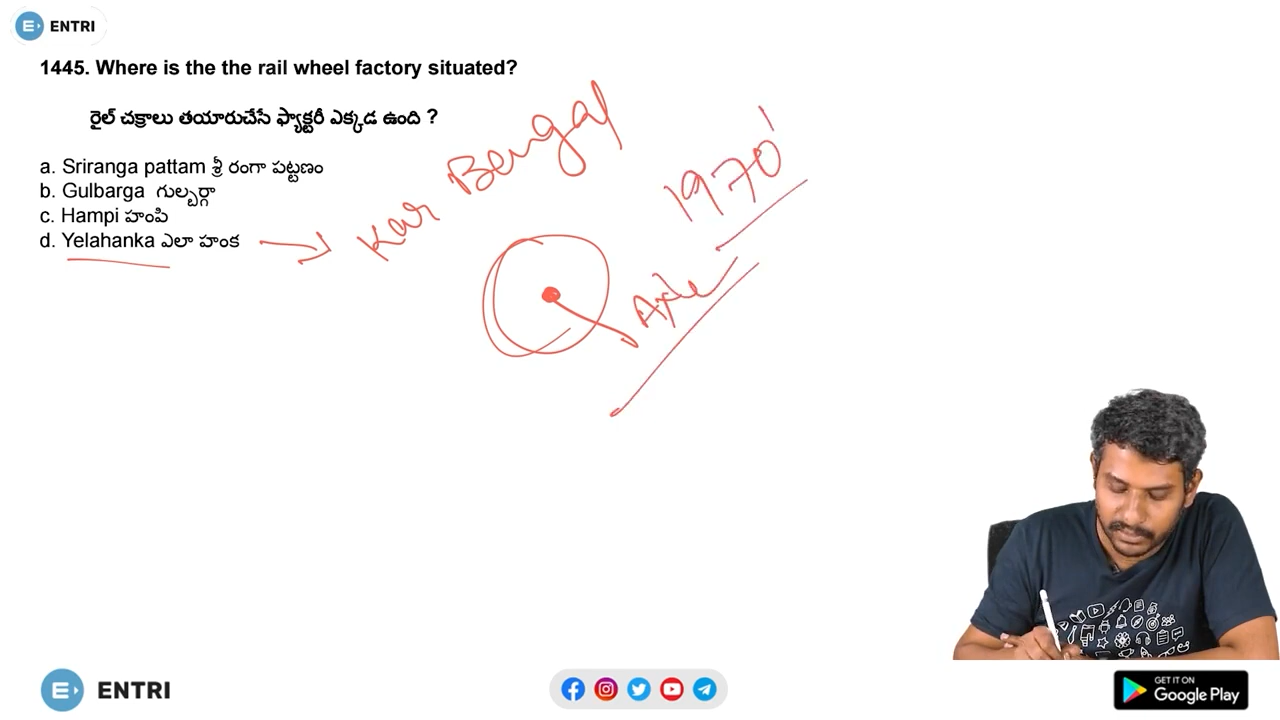 ENTRI
1445. Where is the the rail wheel factory situated?
రైల్ చక్రాలు తయారుచేసే ఫ్యాక్టరీ ఎక్కడ ఉంది ?
a. Sriranga pattam శ్రీ రంగా పట్టణం
b. Gulbarga గుల్బర్గా
c. Hampi హంపి
d. Yelahanka ఎలా హంక
Kar Bengal
1970'
Axle
ENTRI
GET IT ON
Google Play